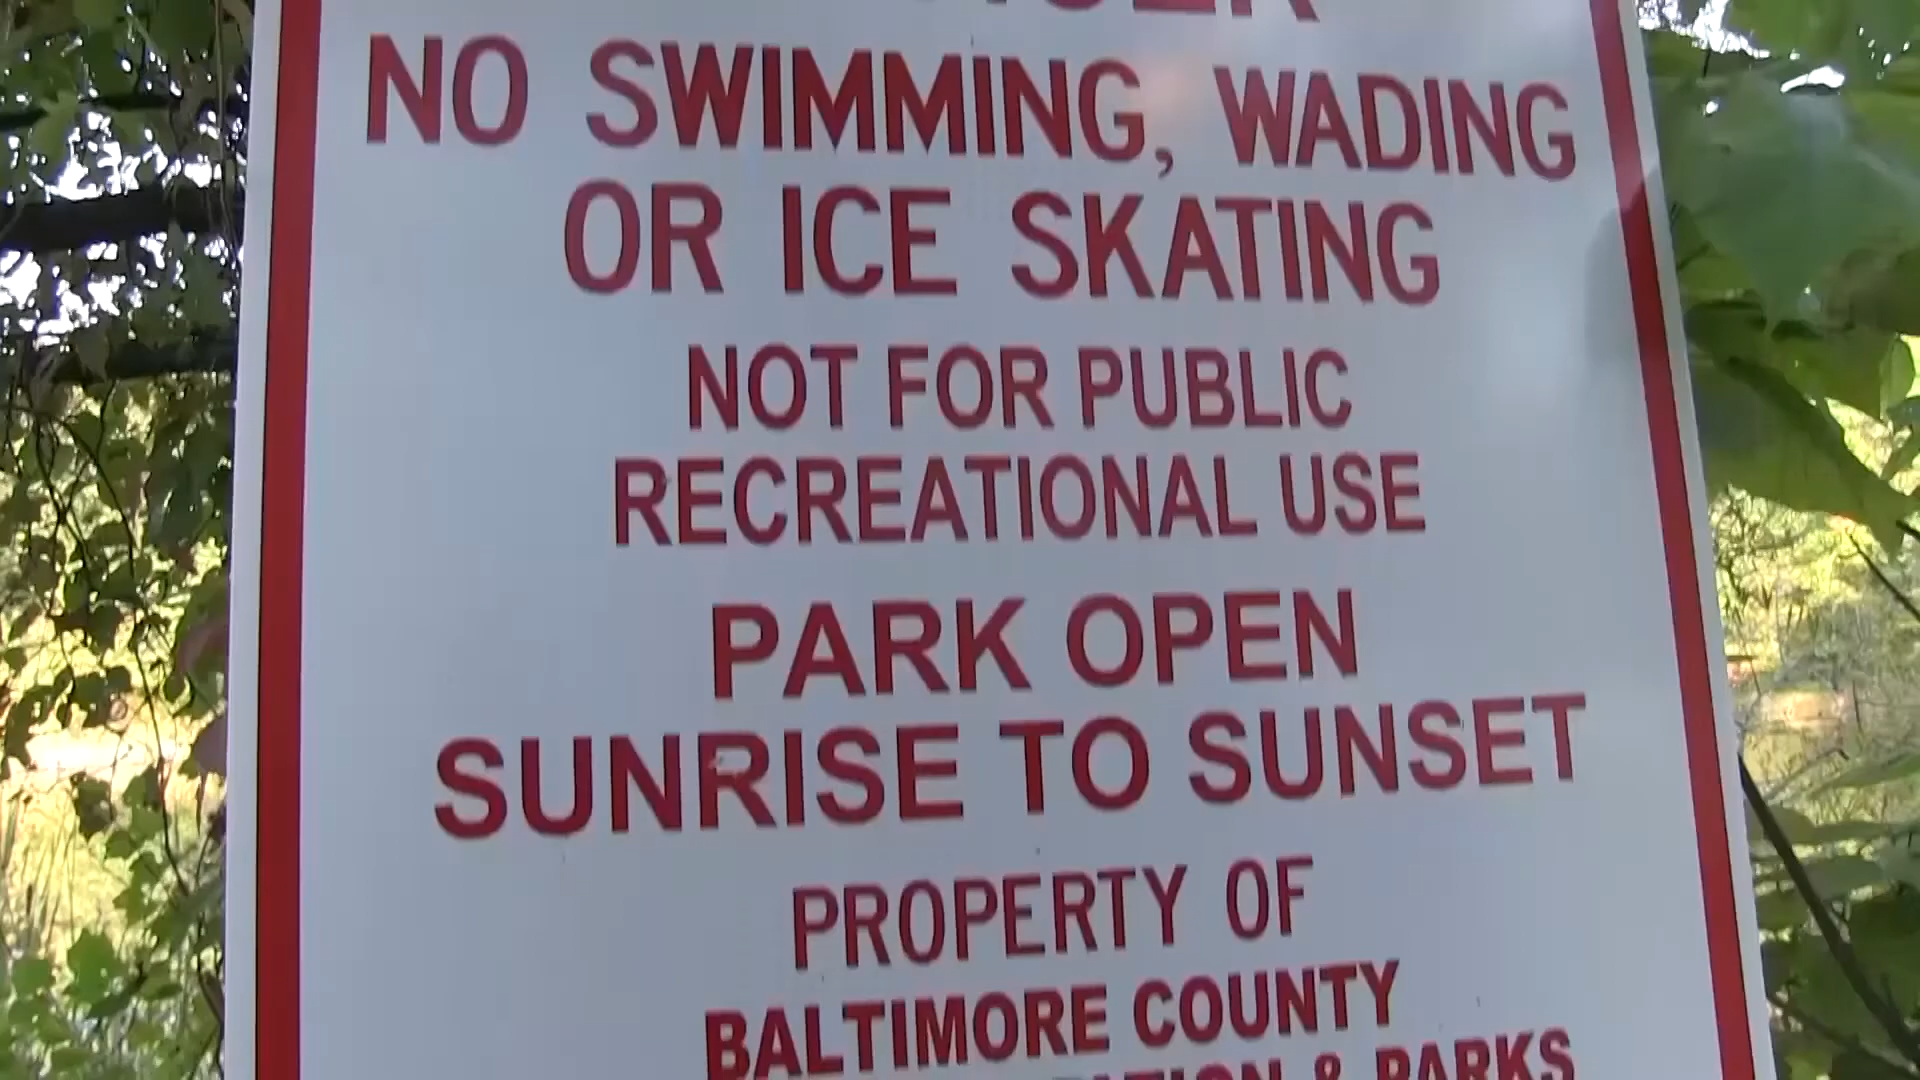 NO SWIMMING, WADING
OR ICE SKATING
NOT FOR PUBLIC
RECREATIONAL USE
PARK OPEN
SUNRISE TO SUNSET
PROPERTY OF
BALTIMORE COUNTY
& PARKS